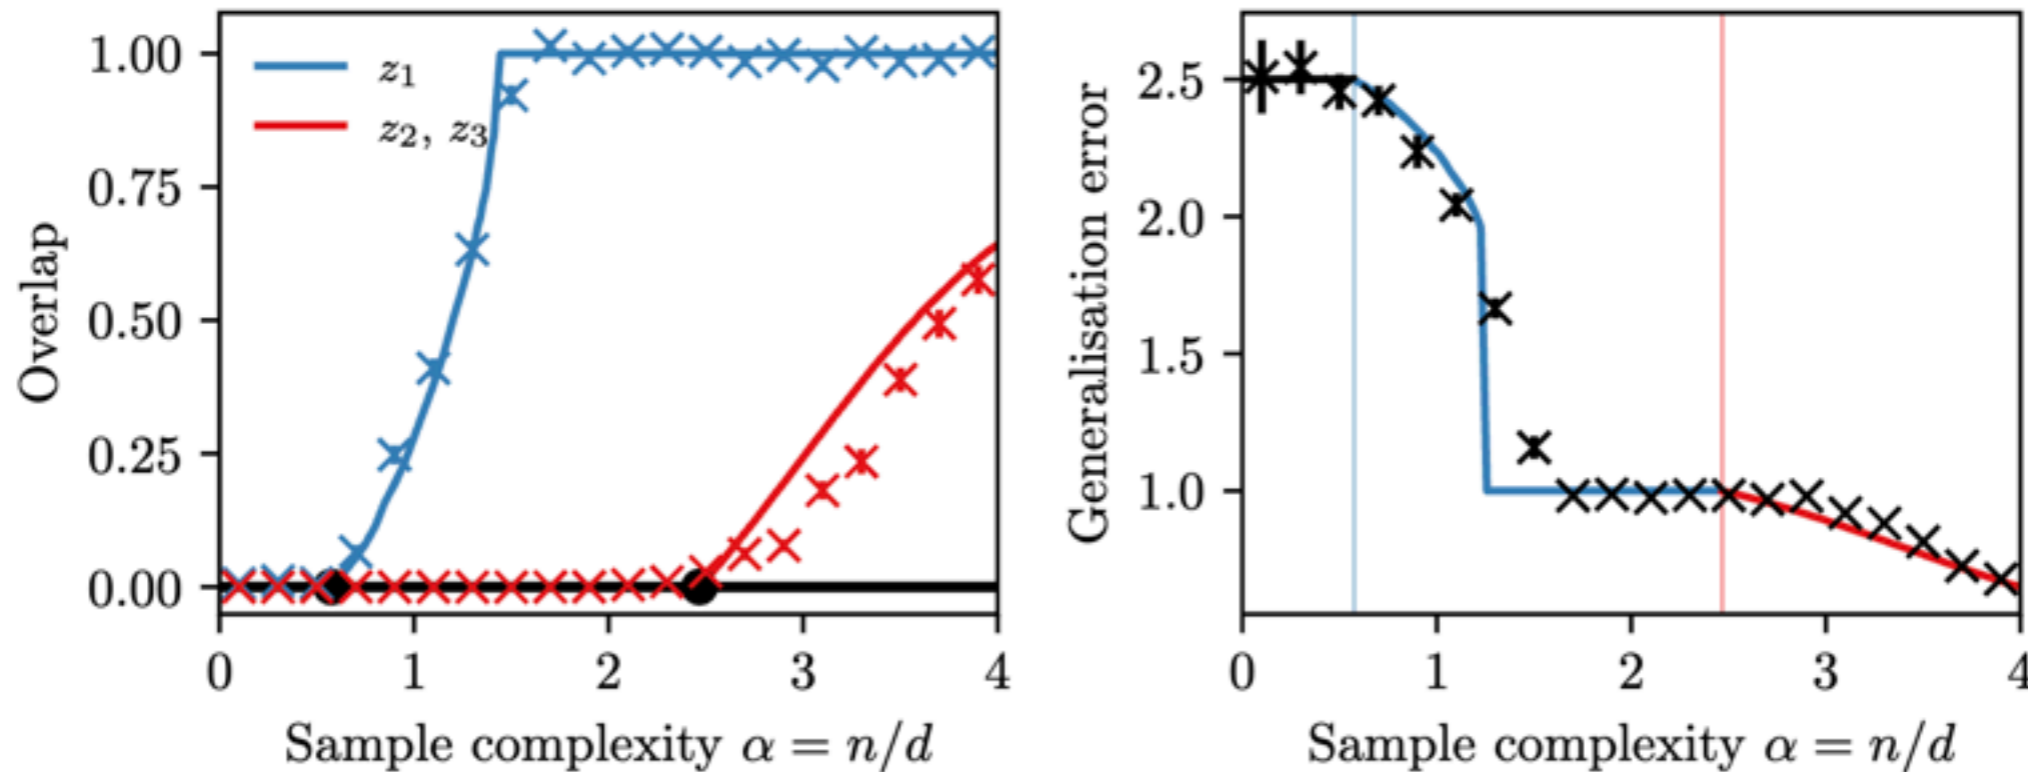 Overlap
1.00
0.75
0.50
0.25
0.00
z₁
z₂, z₃
0 1 2 3 4
Sample complexity α = n/d
Generalisation error
2.5
2.0
1.5
1.0
0 1 2 3 4
Sample complexity α = n/d